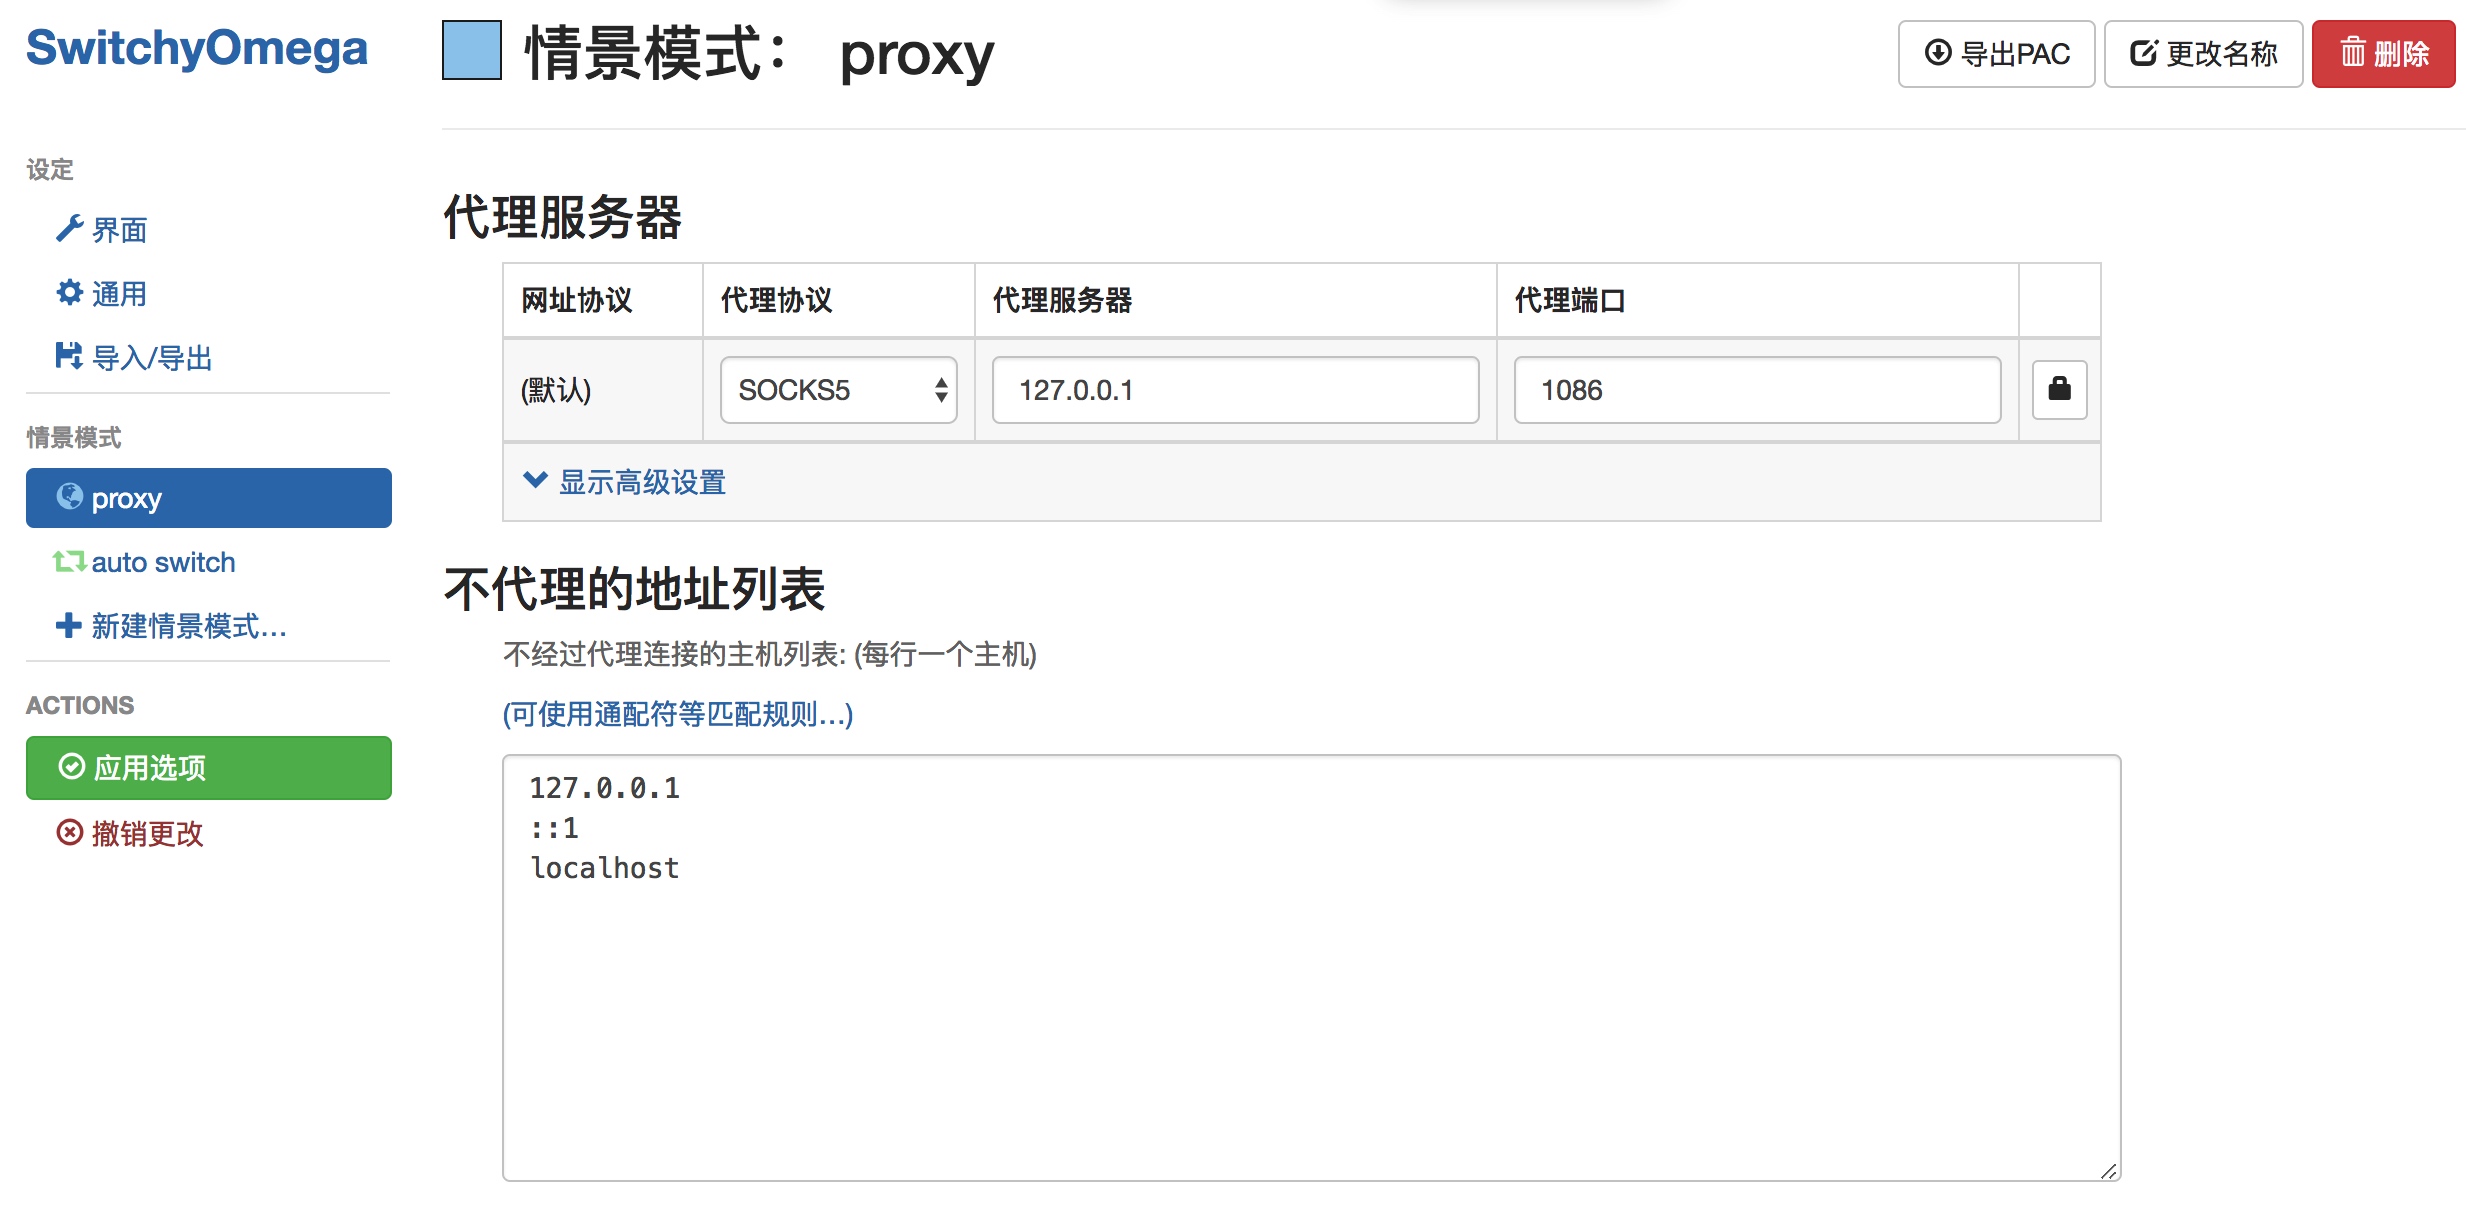 SwitchyOmega
设定
界面
通用
导入/导出
情景模式
proxy
auto switch
新建情景模式...
ACTIONS
应用选项
撤销更改
情景模式： proxy
导出PAC
更改名称
删除
代理服务器
网址协议 代理协议 代理服务器 代理端口
(默认) SOCKS5 127.0.0.1 1086
显示高级设置
不代理的地址列表
不经过代理连接的主机列表: (每行一个主机)
(可使用通配符等匹配规则...)
127.0.0.1
::1
localhost